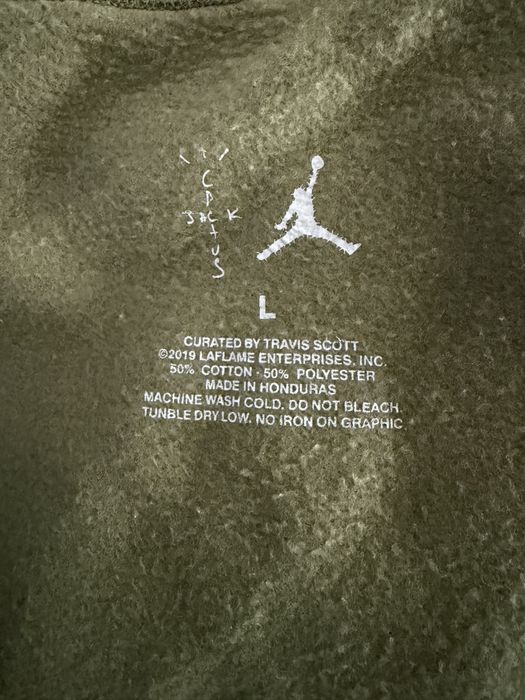 CACTUS
JACK
L
CURATED BY TRAVIS SCOTT
©2019 LAFLAME ENTERPRISES, INC.
50% COTTON - 50% POLYESTER
MADE IN HONDURAS
MACHINE WASH COLD. DO NOT BLEACH.
TUNBLE DRY LOW. NO IRON ON GRAPHIC